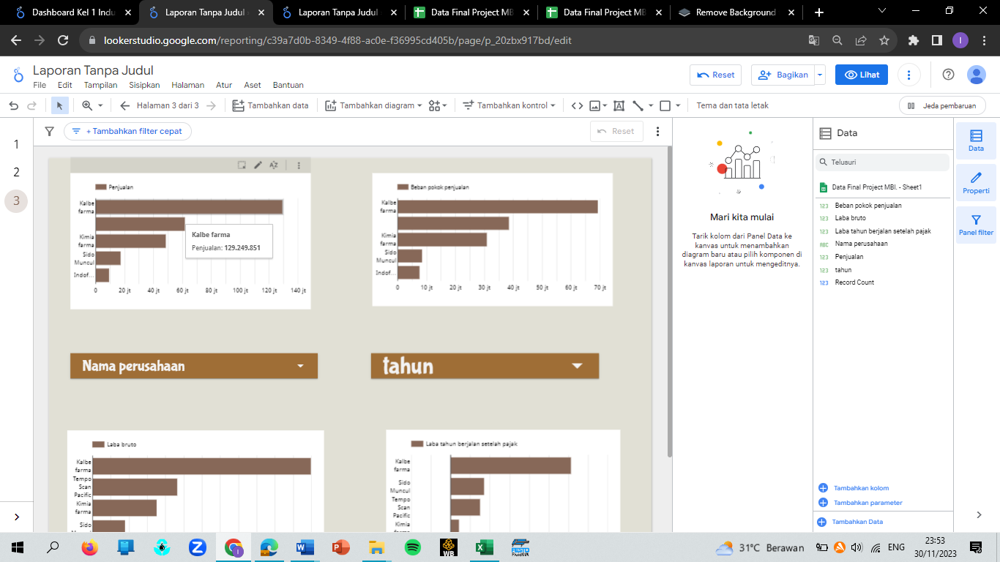 Dashboard Kel 1 Indu
Laporan Tanpa Judul
Laporan Tanpa Judul
Data Final Project MB
Data Final Project MB
Remove Background
lookerstudio.google.com/reporting/c39a7d0b-8349-4f88-ac0e-f36995cd405b/page/p_20zbx917bd/edit
Laporan Tanpa Judul
File Edit Tampilan Sisipkan Halaman Atur Aset Bantuan
Reset
Bagikan
Lihat
Halaman 3 dari 3
Tambahkan data
Tambahkan diagram
Tambahkan kontrol
Tema dan tata letak
Jeda pembaruan
1
2
3
+ Tambahkan filter cepat
Reset
Penjualan
Kalbe
farma
Kimia
farma
Sido
Muncul
Indof...
0 20 jt 40 jt 60 jt 80 jt 100 jt 120 jt 140 jt
Kalbe farma
Penjualan: 129.249.851
Beban pokok penjualan
Kalbe
farma
Kimia
farma
Sido
Muncul
Indof...
0 10 jt 20 jt 30 jt 40 jt 50 jt 60 jt 70 jt
Nama perusahaan
tahun
Laba bruto
Kalbe
farma
Tempo
Scan
Pacific
Kimia
farma
Sido
Laba tahun berjalan setelah pajak
Kalbe
farma
Sido
Muncul
Tempo
Scan
Pacific
Kimia
Mari kita mulai
Tarik kolom dari Panel Data ke
kanvas untuk menambahkan
diagram baru atau pilih komponen di
kanvas laporan untuk mengeditnya.
Data
Telusuri
Data Final Project MBI. - Sheet1
123 Beban pokok penjualan
123 Laba bruto
123 Laba tahun berjalan setelah pajak
ABC Nama perusahaan
123 Penjualan
123 tahun
123 Record Count
Tambahkan kolom
Tambahkan parameter
Tambahkan Data
Data
Properti
Panel filter
31°C Berawan
ENG
23:53
30/11/2023